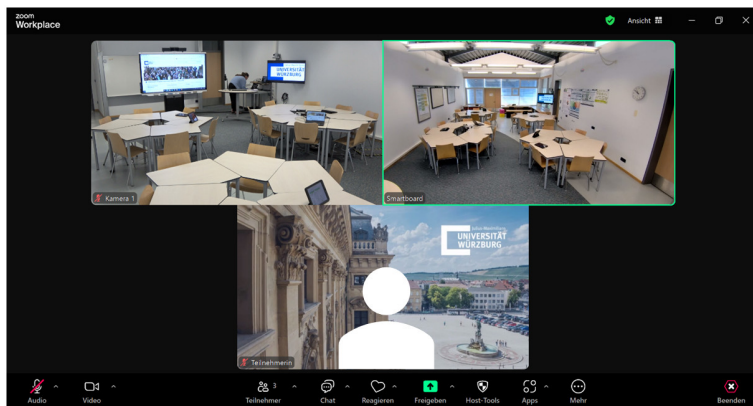 zoom
Workplace
Ansicht
UNIVERSITÄT
WÜRZBURG
Kamera 1
Smartboard
UNIVERSITÄT
WÜRZBURG
Teilnehmerin
Audio
Video
3
Teilnehmer
Chat
Reagieren
Freigeben
Host-Tools
Apps
Mehr
Beenden